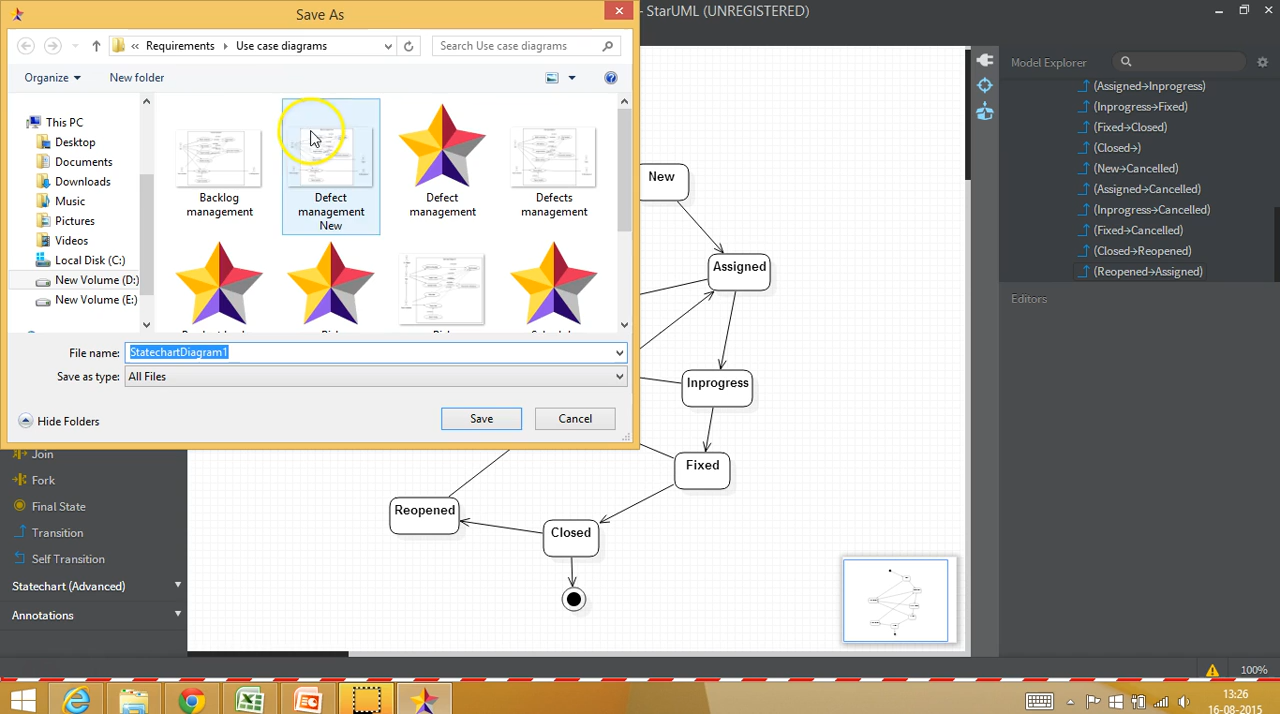 Save As
- StarUML (UNREGISTERED)
« Requirements Use case diagrams
Search Use case diagrams
Organize
New folder
This PC
Desktop
Documents
Downloads
Music
Pictures
Videos
Local Disk (C:)
New Volume (D:)
New Volume (E:)
Backlog
management
Defect
management
New
Defect
management
Defects
management
File name: StatechartDiagram1
Save as type: All Files
Hide Folders
Save
Cancel
Join
Fork
Final State
Transition
Self Transition
Statechart (Advanced)
Annotations
New
Assigned
Inprogress
Fixed
Reopened
Closed
Model Explorer
(Assigned→Inprogress)
(Inprogress→Fixed)
(Fixed→Closed)
(Closed→)
(New→Cancelled)
(Assigned→Cancelled)
(Inprogress→Cancelled)
(Fixed→Cancelled)
(Closed→Reopened)
(Reopened→Assigned)
Editors
100%
13:26
16-08-2015